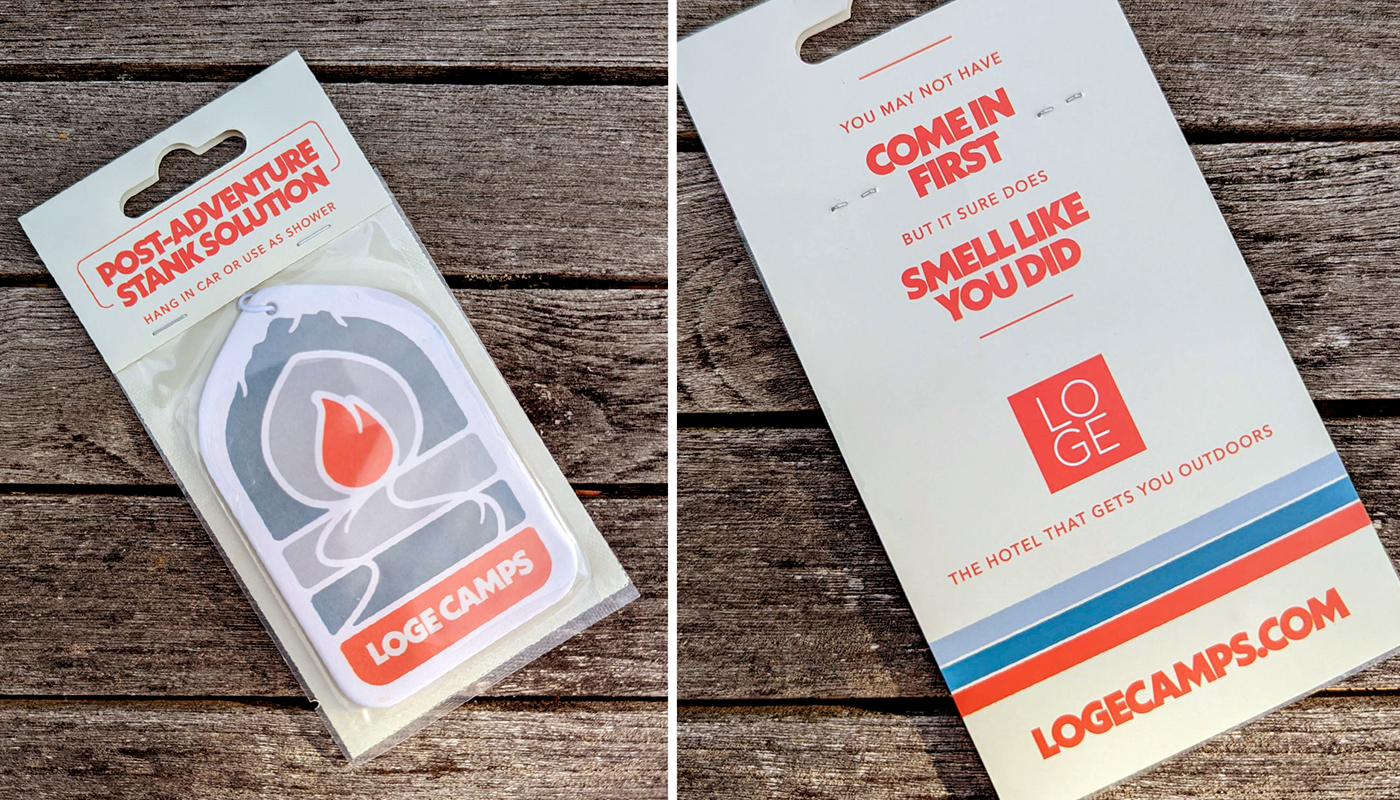 POST-ADVENTURE
STANK SOLUTION
HANG IN CAR OR USE AS SHOWER
LOGE CAMPS
YOU MAY NOT HAVE
COME IN
FIRST
BUT IT SURE DOES
SMELL LIKE
YOU DID
LO
GE
THE HOTEL THAT GETS YOU OUTDOORS
LOGECAMPS.COM